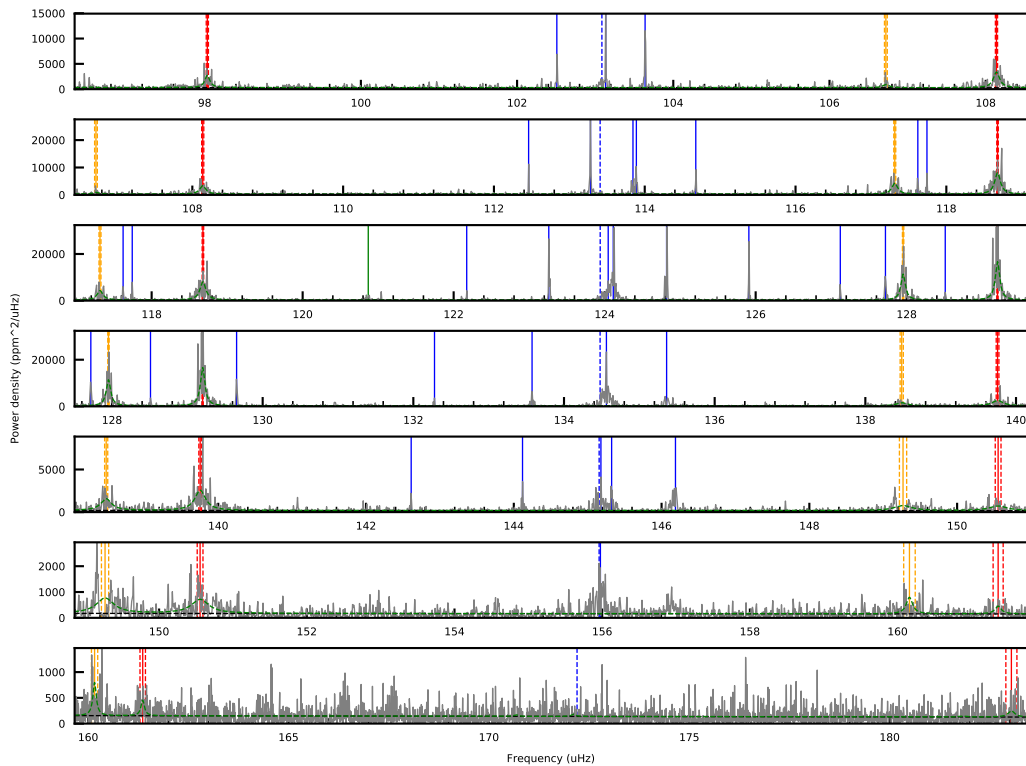 15000
10000
5000
0
98 100 102 104 106 108
20000
10000
0
108 110 112 114 116 118
20000
0
118 120 122 124 126 128
Power density (ppm^2/uHz)
20000
0
128 130 132 134 136 138 140
5000
0
140 142 144 146 148 150
2000
1000
0
150 152 154 156 158 160
1000
500
0
160 165 170 175 180
Frequency (uHz)